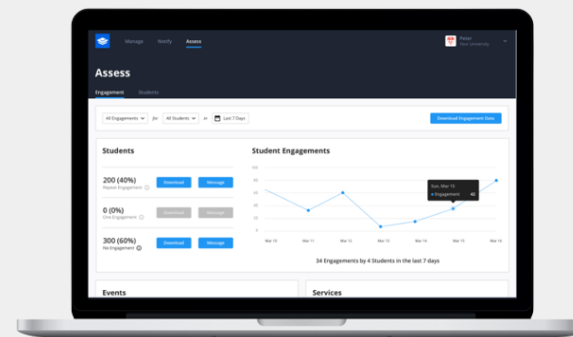 Manage Notify Assess
Peter
Your University
Assess
Engagement Students
All Engagements for All Students in Last 7 Days
Download Engagement Data
Students
Student Engagements
200 (40%)
Repeat Engagement
Download Message
0 (0%)
One Engagement
Download Message
300 (60%)
No Engagement
Download Message
100
80
60
40
20
0
Sun, Mar 15
Engagement
Mar 10 Mar 11 Mar 12 Mar 13 Mar 14 Mar 15 Mar 16
34 Engagements by 4 Students in the last 7 days
Events
Services